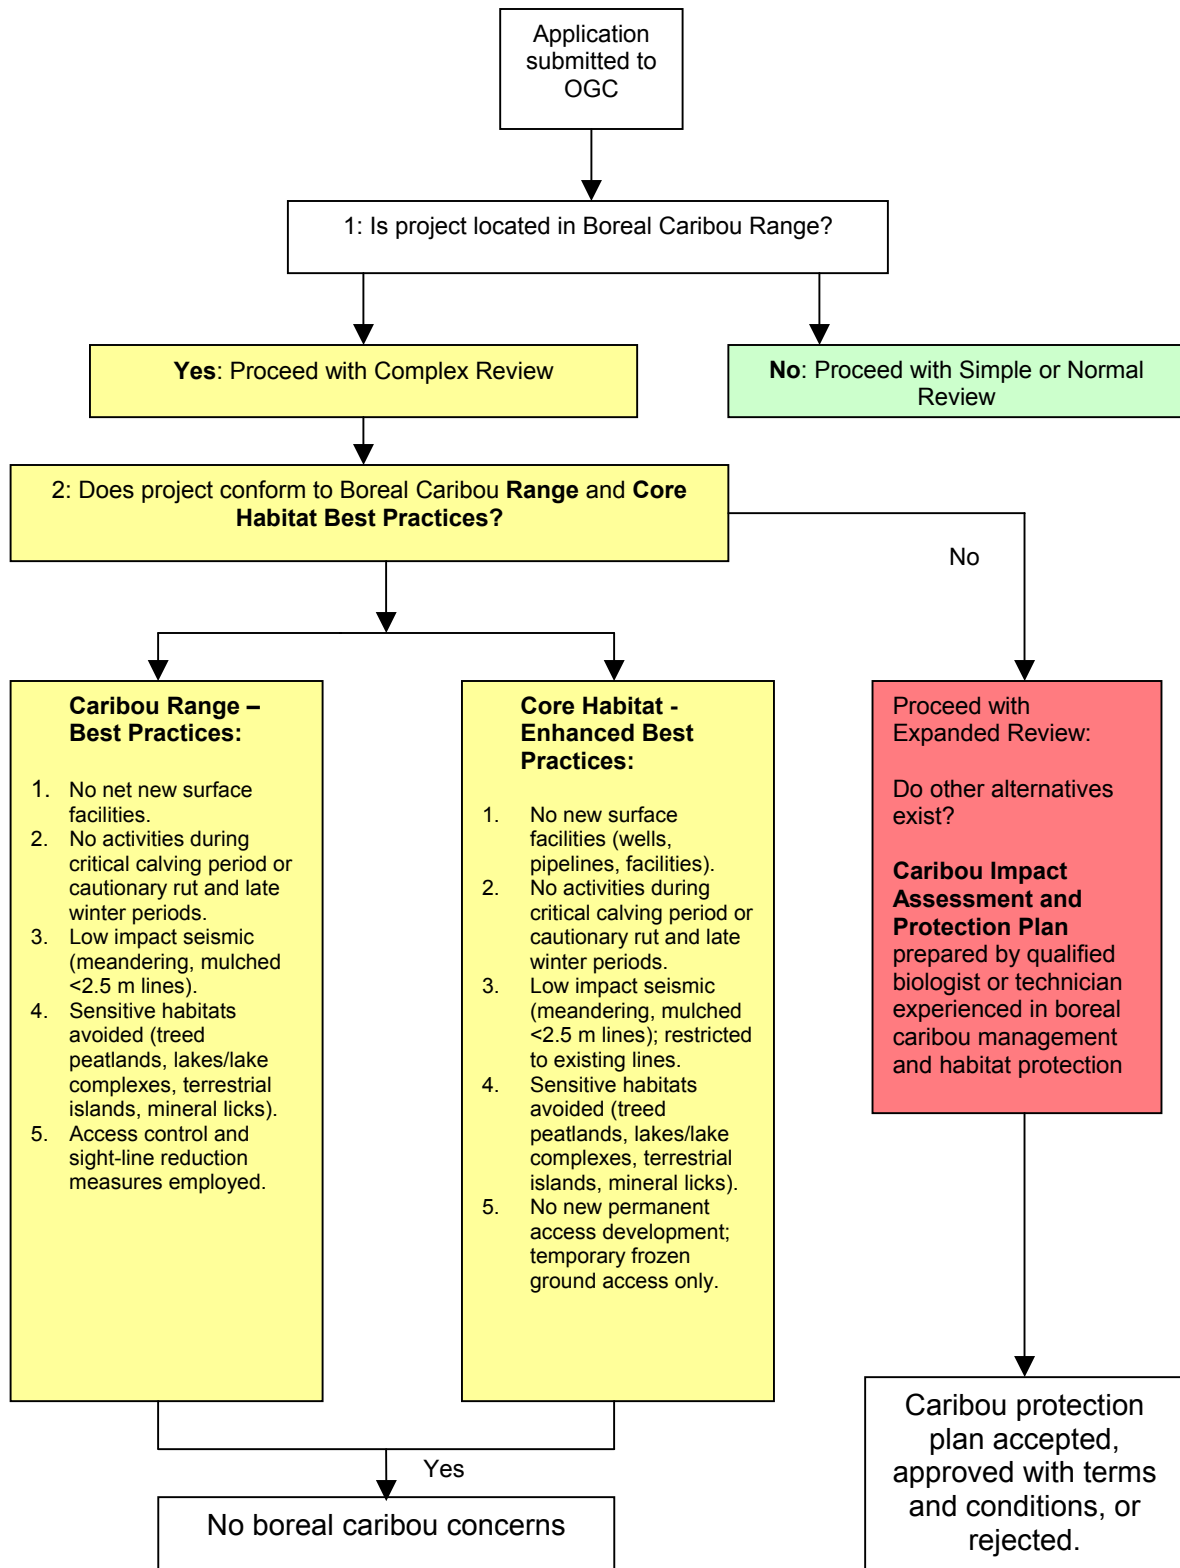 Application
submitted to
OGC
1: Is project located in Boreal Caribou Range?
Yes: Proceed with Complex Review
No: Proceed with Simple or Normal
Review
2: Does project conform to Boreal Caribou Range and Core
Habitat Best Practices?
No
Caribou Range –
Best Practices:
1. No net new surface
facilities.
2. No activities during
critical calving period or
cautionary rut and late
winter periods.
3. Low impact seismic
(meandering, mulched
<2.5 m lines).
4. Sensitive habitats
avoided (treed
peatlands, lakes/lake
complexes, terrestrial
islands, mineral licks).
5. Access control and
sight-line reduction
measures employed.
Core Habitat -
Enhanced Best
Practices:
1. No new surface
facilities (wells,
pipelines, facilities).
2. No activities during
critical calving period or
cautionary rut and late
winter periods.
3. Low impact seismic
(meandering, mulched
<2.5 m lines); restricted
to existing lines.
4. Sensitive habitats
avoided (treed
peatlands, lakes/lake
complexes, terrestrial
islands, mineral licks).
5. No new permanent
access development;
temporary frozen
ground access only.
Proceed with
Expanded Review:
Do other alternatives
exist?
Caribou Impact
Assessment and
Protection Plan
prepared by qualified
biologist or technician
experienced in boreal
caribou management
and habitat protection
Yes
No boreal caribou concerns
Caribou protection
plan accepted,
approved with terms
and conditions, or
rejected.